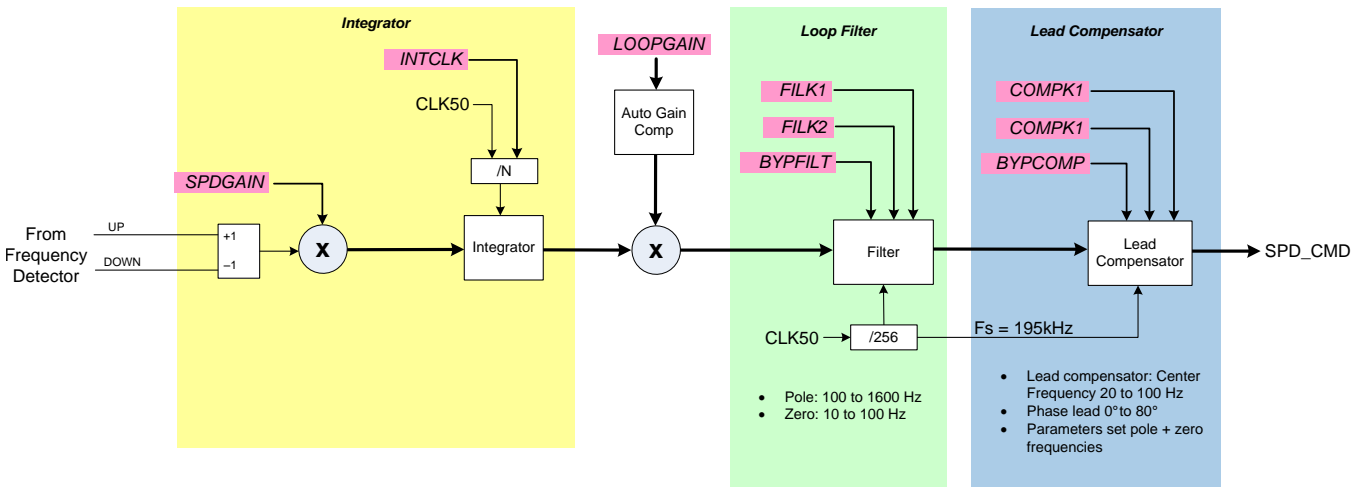 Integrator
INTCLK
CLK50
/N
SPDGAIN
From
Frequency
Detector
UP
DOWN
+1
–1
X
Integrator
LOOPGAIN
Auto Gain
Comp
X
Loop Filter
FILK1
FILK2
BYPFILT
Filter
CLK50
/256
Fs = 195kHz
• Pole: 100 to 1600 Hz
• Zero: 10 to 100 Hz
Lead Compensator
COMPK1
COMPK1
BYPCOMP
Lead
Compensator
SPD_CMD
• Lead compensator: Center
Frequency 20 to 100 Hz
• Phase lead 0°to 80°
• Parameters set pole + zero
frequencies